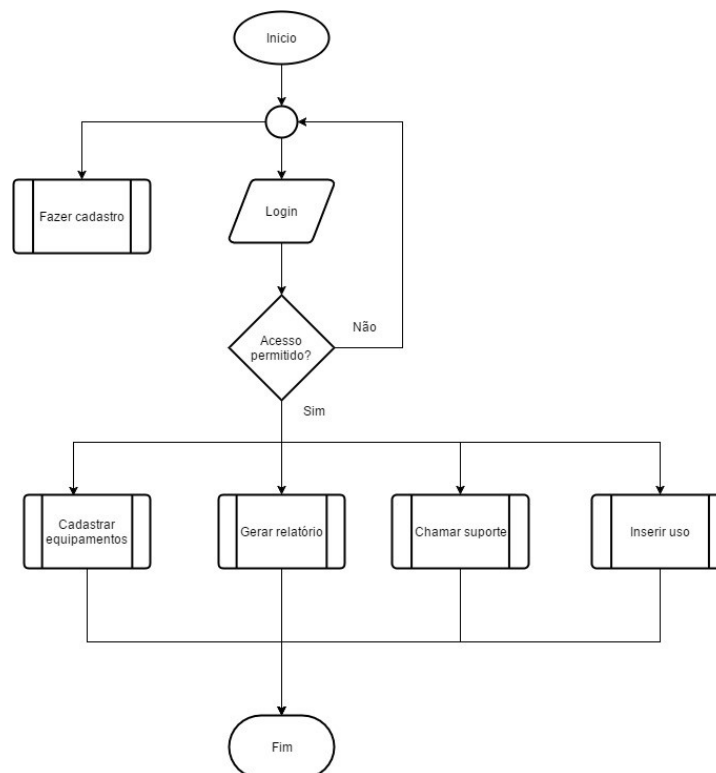 Inicio
Fazer cadastro
Login
Acesso
permitido?
Não
Sim
Cadastrar
equipamentos
Gerar relatório
Chamar suporte
Inserir uso
Fim